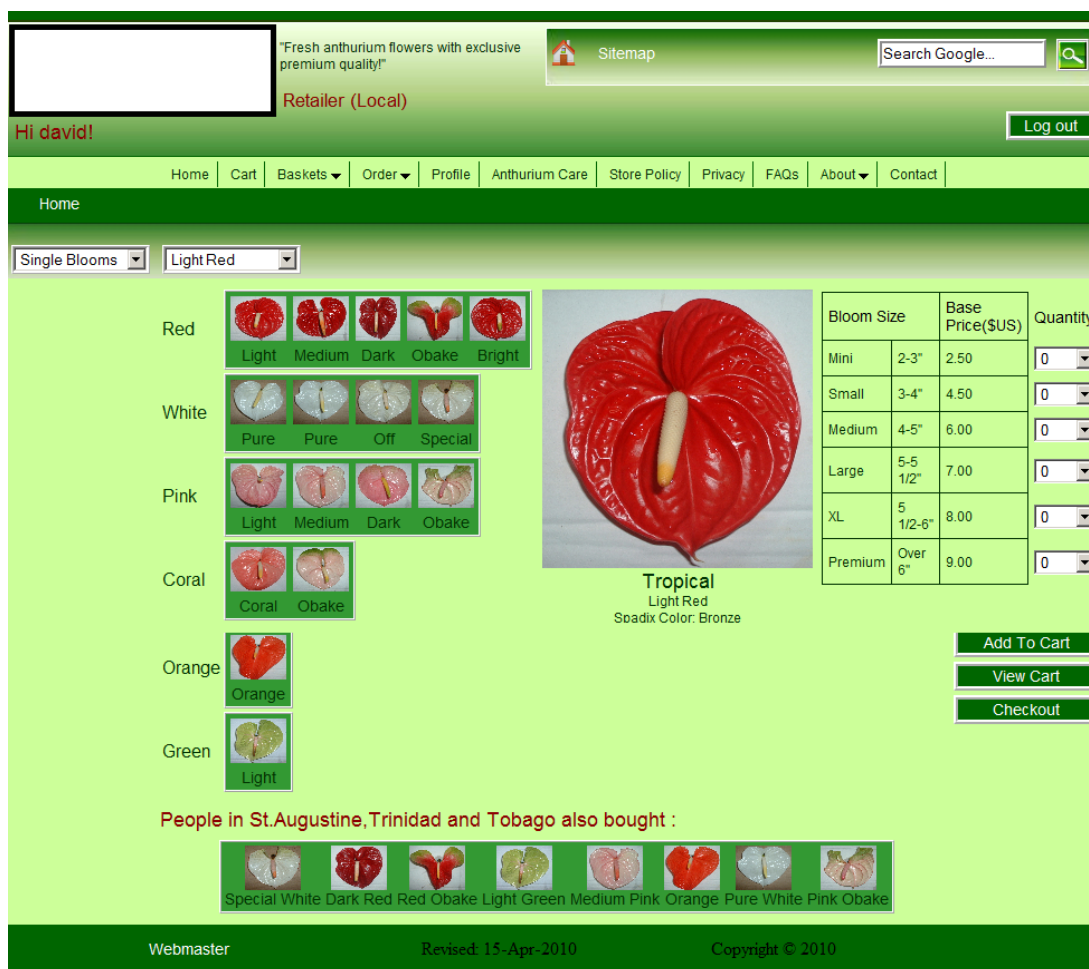 "Fresh anthurium flowers with exclusive
premium quality!"
Sitemap
Search Google...
Retailer (Local)
Hi david!
Log out
Home Cart Baskets Order Profile Anthurium Care Store Policy Privacy FAQs About Contact
Home
Single Blooms Light Red
Red
Light Medium Dark Obake Bright
White
Pure Pure Off Special
Pink
Light Medium Dark Obake
Coral
Coral Obake
Orange
Orange
Green
Light
Tropical
Light Red
Spadix Color: Bronze
Bloom Size Base Price($US) Quantity
Mini 2-3" 2.50 0
Small 3-4" 4.50 0
Medium 4-5" 6.00 0
Large 5-5 1/2" 7.00 0
XL 5 1/2-6" 8.00 0
Premium Over 6" 9.00 0
Add To Cart
View Cart
Checkout
People in St.Augustine,Trinidad and Tobago also bought :
Special White Dark Red Red Obake Light Green Medium Pink Orange Pure White Pink Obake
Webmaster Revised: 15-Apr-2010 Copyright © 2010